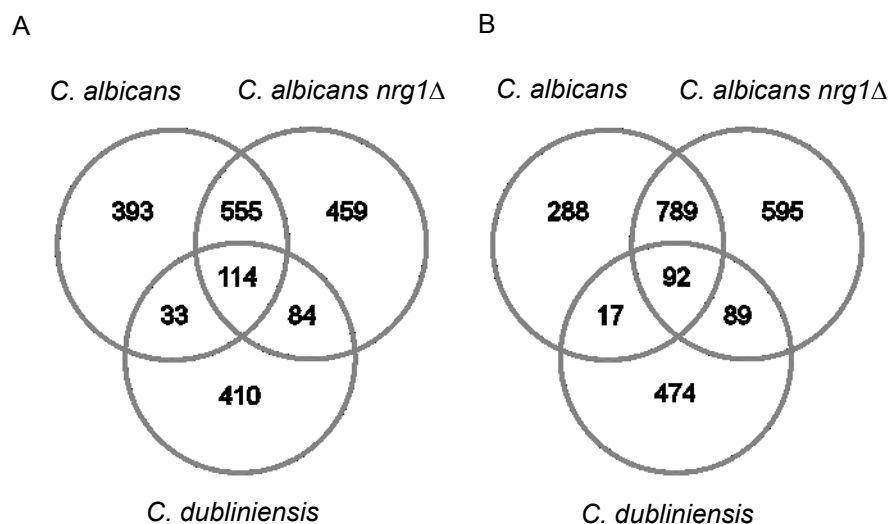 A
C. albicans C. albicans nrg1Δ
393 555 459
114
33 84
410
C. dubliniensis
B
C. albicans C. albicans nrg1Δ
288 789 595
92
17 89
474
C. dubliniensis